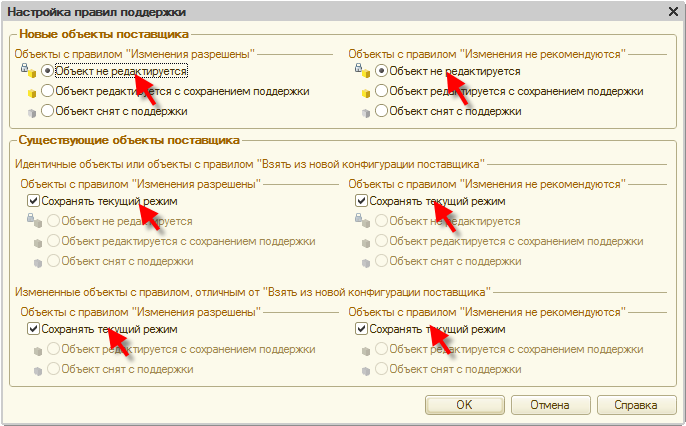 Настройка правил поддержки
Новые объекты поставщика
Объекты с правилом "Изменения разрешены"
Объект не редактируется
Объект редактируется с сохранением поддержки
Объект снят с поддержки
Объекты с правилом "Изменения не рекомендуются"
Объект не редактируется
Объект редактируется с сохранением поддержки
Объект снят с поддержки
Существующие объекты поставщика
Идентичные объекты или объекты с правилом "Взять из новой конфигурации поставщика"
Объекты с правилом "Изменения разрешены"
Сохранять текущий режим
Объект не редактируется
Объект редактируется с сохранением поддержки
Объект снят с поддержки
Объекты с правилом "Изменения не рекомендуются"
Сохранять текущий режим
Объект не редактируется
Объект редактируется с сохранением поддержки
Объект снят с поддержки
Измененные объекты с правилом, отличным от "Взять из новой конфигурации поставщика"
Объекты с правилом "Изменения разрешены"
Сохранять текущий режим
Объект редактируется с сохранением поддержки
Объект снят с поддержки
Объекты с правилом "Изменения не рекомендуются"
Сохранять текущий режим
Объект редактируется с сохранением поддержки
Объект снят с поддержки
OK
Отмена
Справка